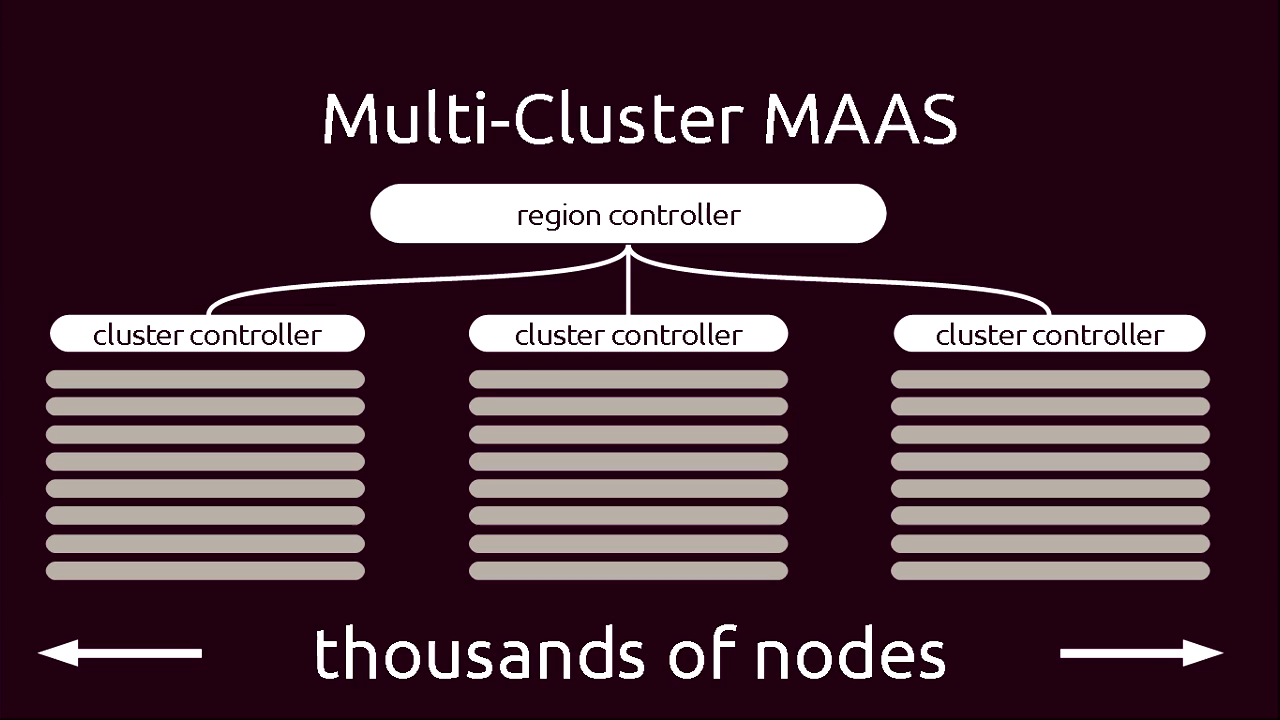 Multi-Cluster MAAS
region controller
cluster controller
cluster controller
cluster controller
thousands of nodes